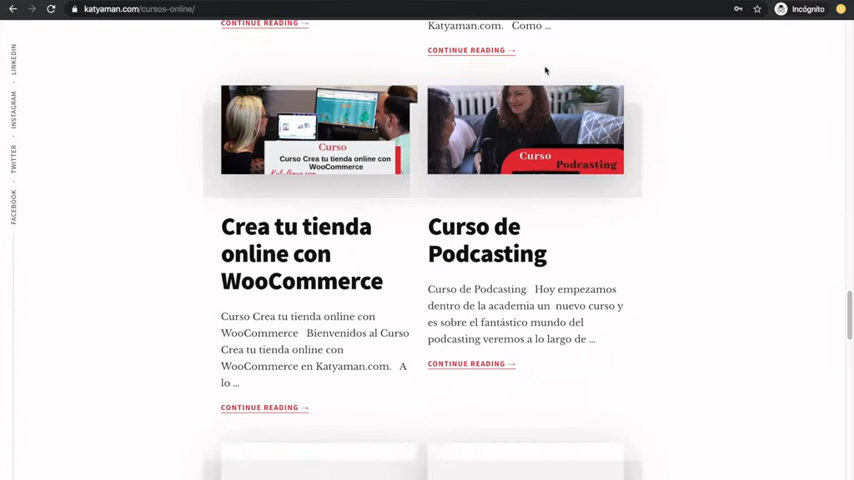 katyaman.com/cursos-online/
Incógnito
LINKEDIN
INSTAGRAM
TWITTER
FACEBOOK
CONTINUE READING →
Katyaman.com. Como ...
CONTINUE READING →
Curso
Curso Crea tu tienda online con
WooCommerce
Crea tu tienda
online con
WooCommerce
Curso Crea tu tienda online con
WooCommerce Bienvenidos al Curso
Crea tu tienda online con
WooCommerce en Katyaman.com. A
lo ...
CONTINUE READING →
Curso
Podcasting
Curso de
Podcasting
Curso de Podcasting Hoy empezamos
dentro de la academia un nuevo curso y
es sobre el fantástico mundo del
podcasting veremos a lo largo de ...
CONTINUE READING →